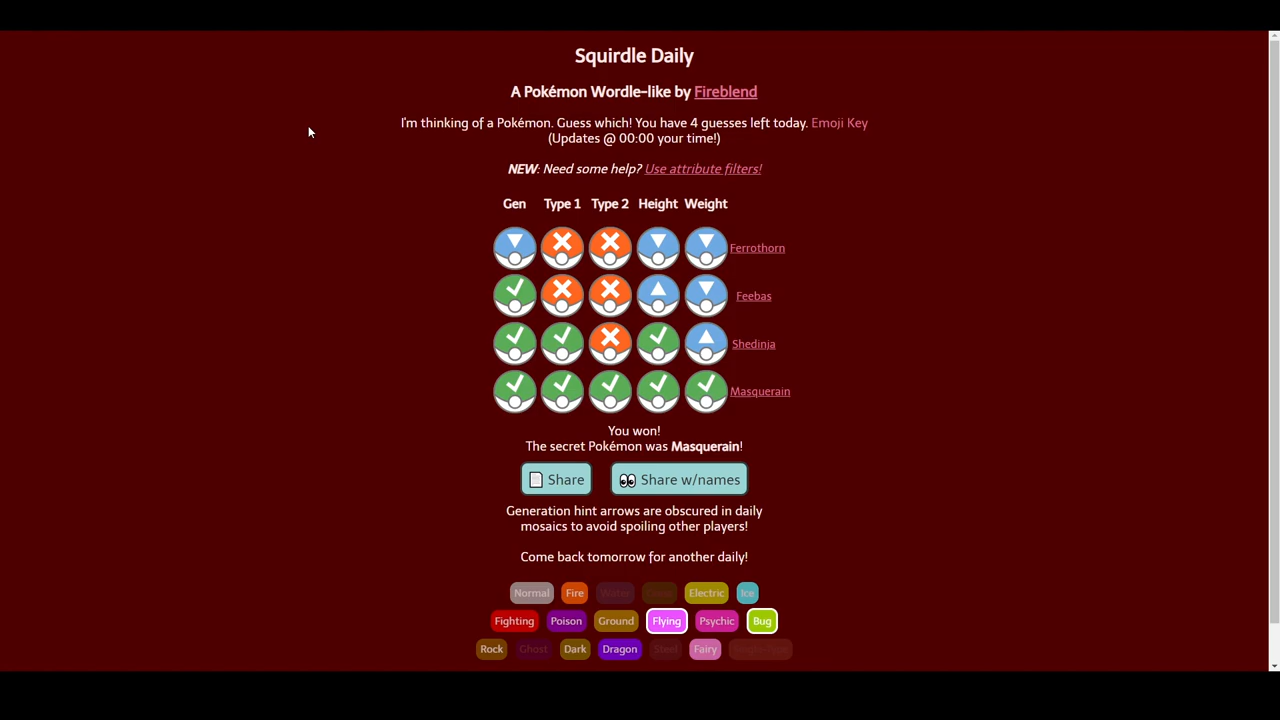 Squirdle Daily
A Pokémon Wordle-like by Fireblend
I'm thinking of a Pokémon. Guess which! You have 4 guesses left today. Emoji Key
(Updates @ 00:00 your time!)
NEW: Need some help? Use attribute filters!
Gen Type 1 Type 2 Height Weight
Ferrothorn
Feebas
Shedinja
Masquerain
You won!
The secret Pokémon was Masquerain!
Share Share w/names
Generation hint arrows are obscured in daily
mosaics to avoid spoiling other players!
Come back tomorrow for another daily!
Normal Fire Water Electric Ice
Fighting Poison Ground Flying Psychic Bug
Rock Ghost Dark Dragon Steel Fairy